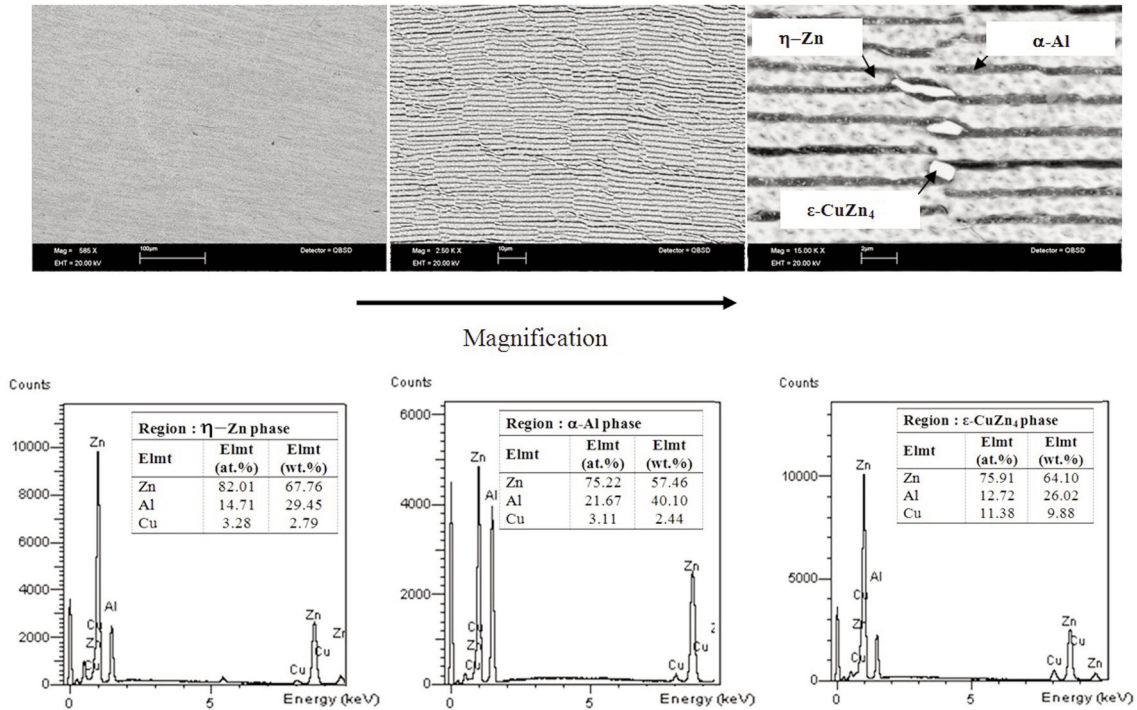 η−Zn
α-Al
ε-CuZn₄
Mag = 585 X
100μm
Detector = QBSD
EHT = 20.00 kV
Mag = 2.50 K X
10μm
Detector = QBSD
EHT = 20.00 kV
Mag = 15.00 K X
2μm
Detector = QBSD
EHT = 20.00 kV
Magnification
Counts
Region : η−Zn phase
Elmt Elmt (at.%) Elmt (wt.%)
Zn 82.01 67.76
Al 14.71 29.45
Cu 3.28 2.79
10000
8000
6000
4000
2000
0
Zn
Cu
Cu
Al
Cu
Zn
Cu
Zn
0 5
Energy (keV)
Counts
Region : α-Al phase
Elmt Elmt (at.%) Elmt (wt.%)
Zn 75.22 57.46
Al 21.67 40.10
Cu 3.11 2.44
6000
4000
2000
0
Zn
Al
Cu
Cu
Cu
Zn
Cu
0 5
Energy (keV)
Counts
Region : ε-CuZn₄ phase
Elmt Elmt (at.%) Elmt (wt.%)
Zn 75.91 64.10
Al 12.72 26.02
Cu 11.38 9.88
10000
5000
0
Zn
Cu
Al
Cu
Cu
Zn
Cu
Zn
0 5
Energy (keV)